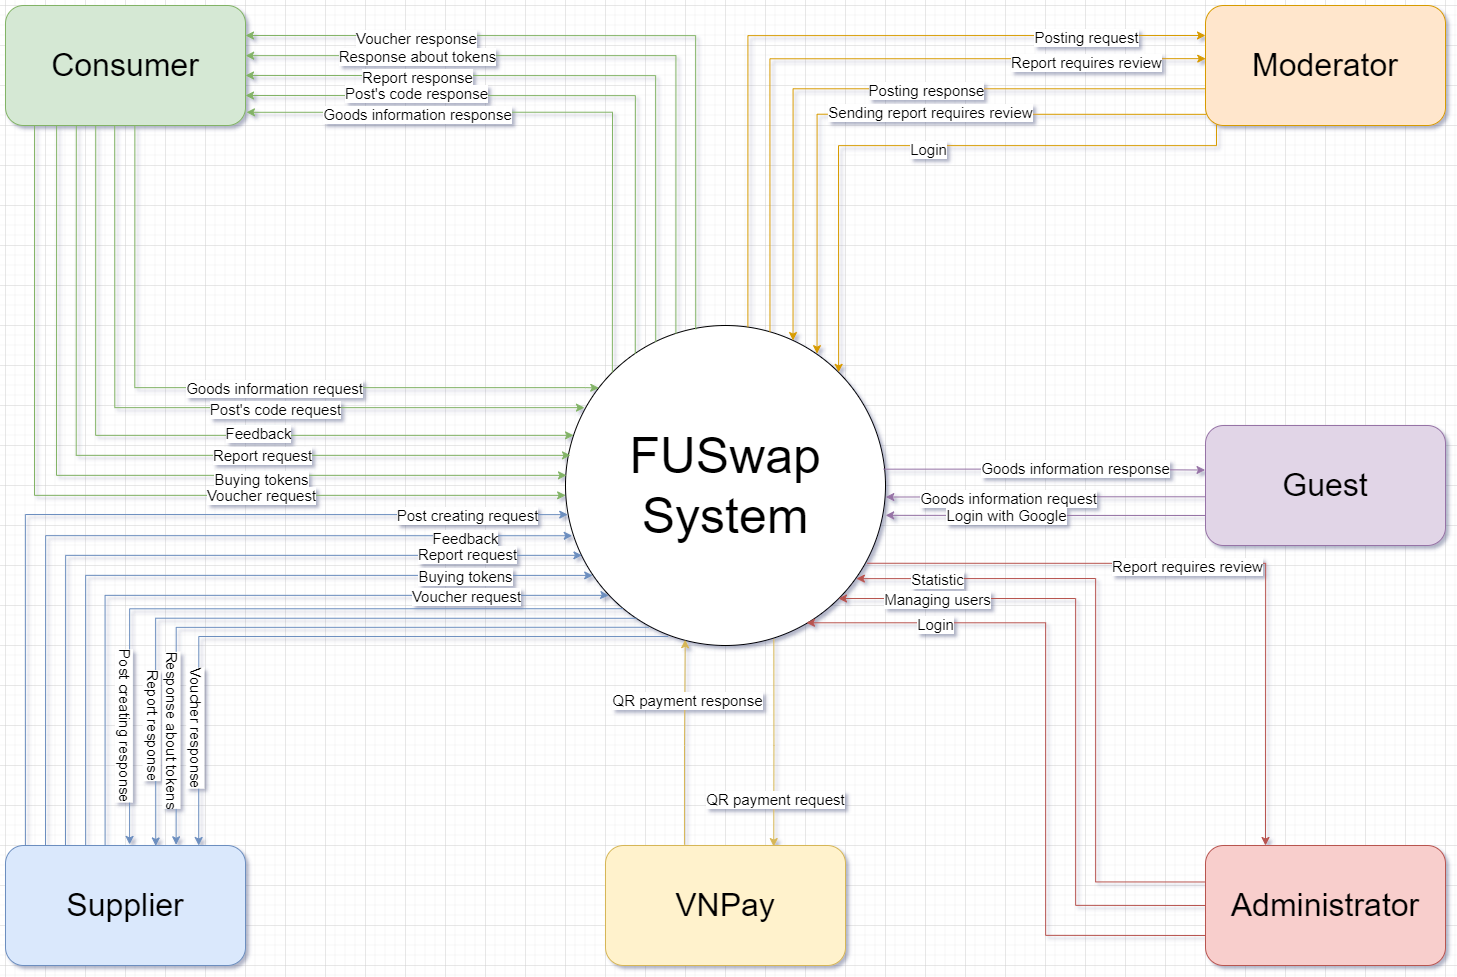 Consumer
Voucher response
Response about tokens
Report response
Post's code response
Goods information response
Posting request
Report requires review
Posting response
Sending report requires review
Login
Moderator
Goods information request
Post's code request
Feedback
Report request
Buying tokens
Voucher request
FUSwap
System
Goods information response
Goods information request
Login with Google
Guest
Post creating request
Feedback
Report request
Buying tokens
Voucher request
Report requires review
Statistic
Managing users
Login
Post creating response
Report response
Response about tokens
Voucher response
QR payment response
QR payment request
Supplier
VNPay
Administrator